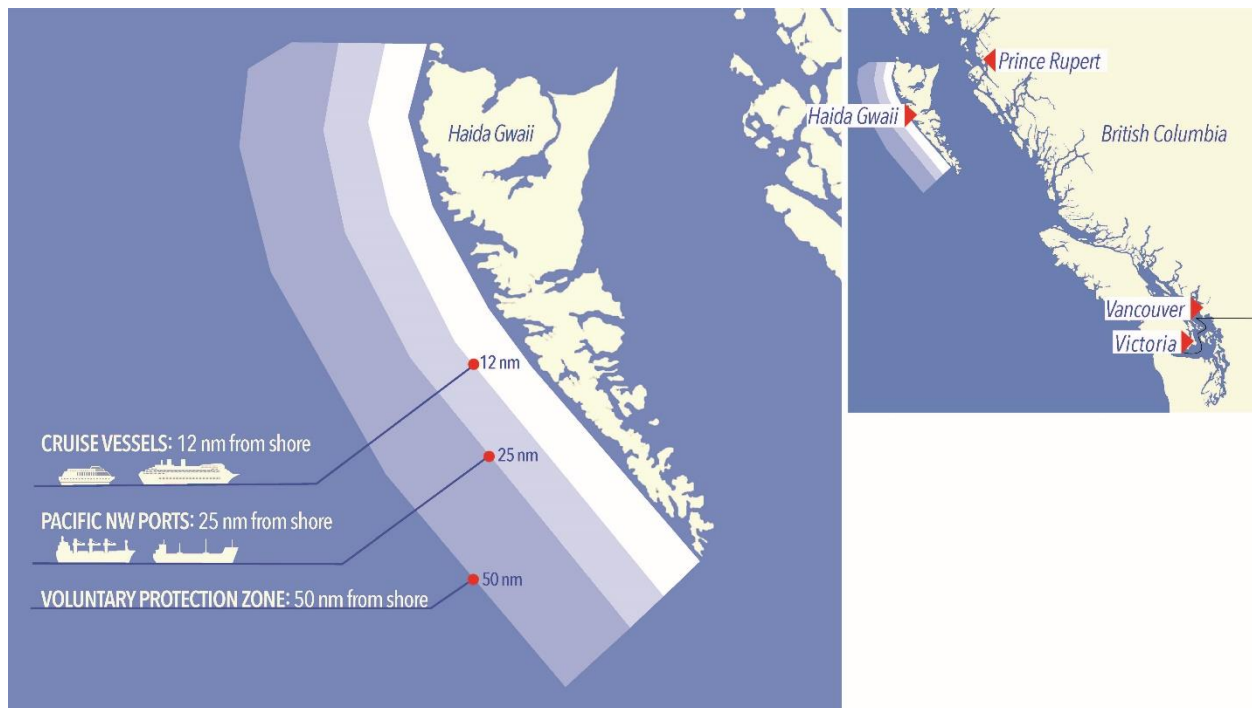 Haida Gwaii
12 nm
25 nm
50 nm
CRUISE VESSELS: 12 nm from shore
PACIFIC NW PORTS: 25 nm from shore
VOLUNTARY PROTECTION ZONE: 50 nm from shore
Prince Rupert
Haida Gwaii
British Columbia
Vancouver
Victoria